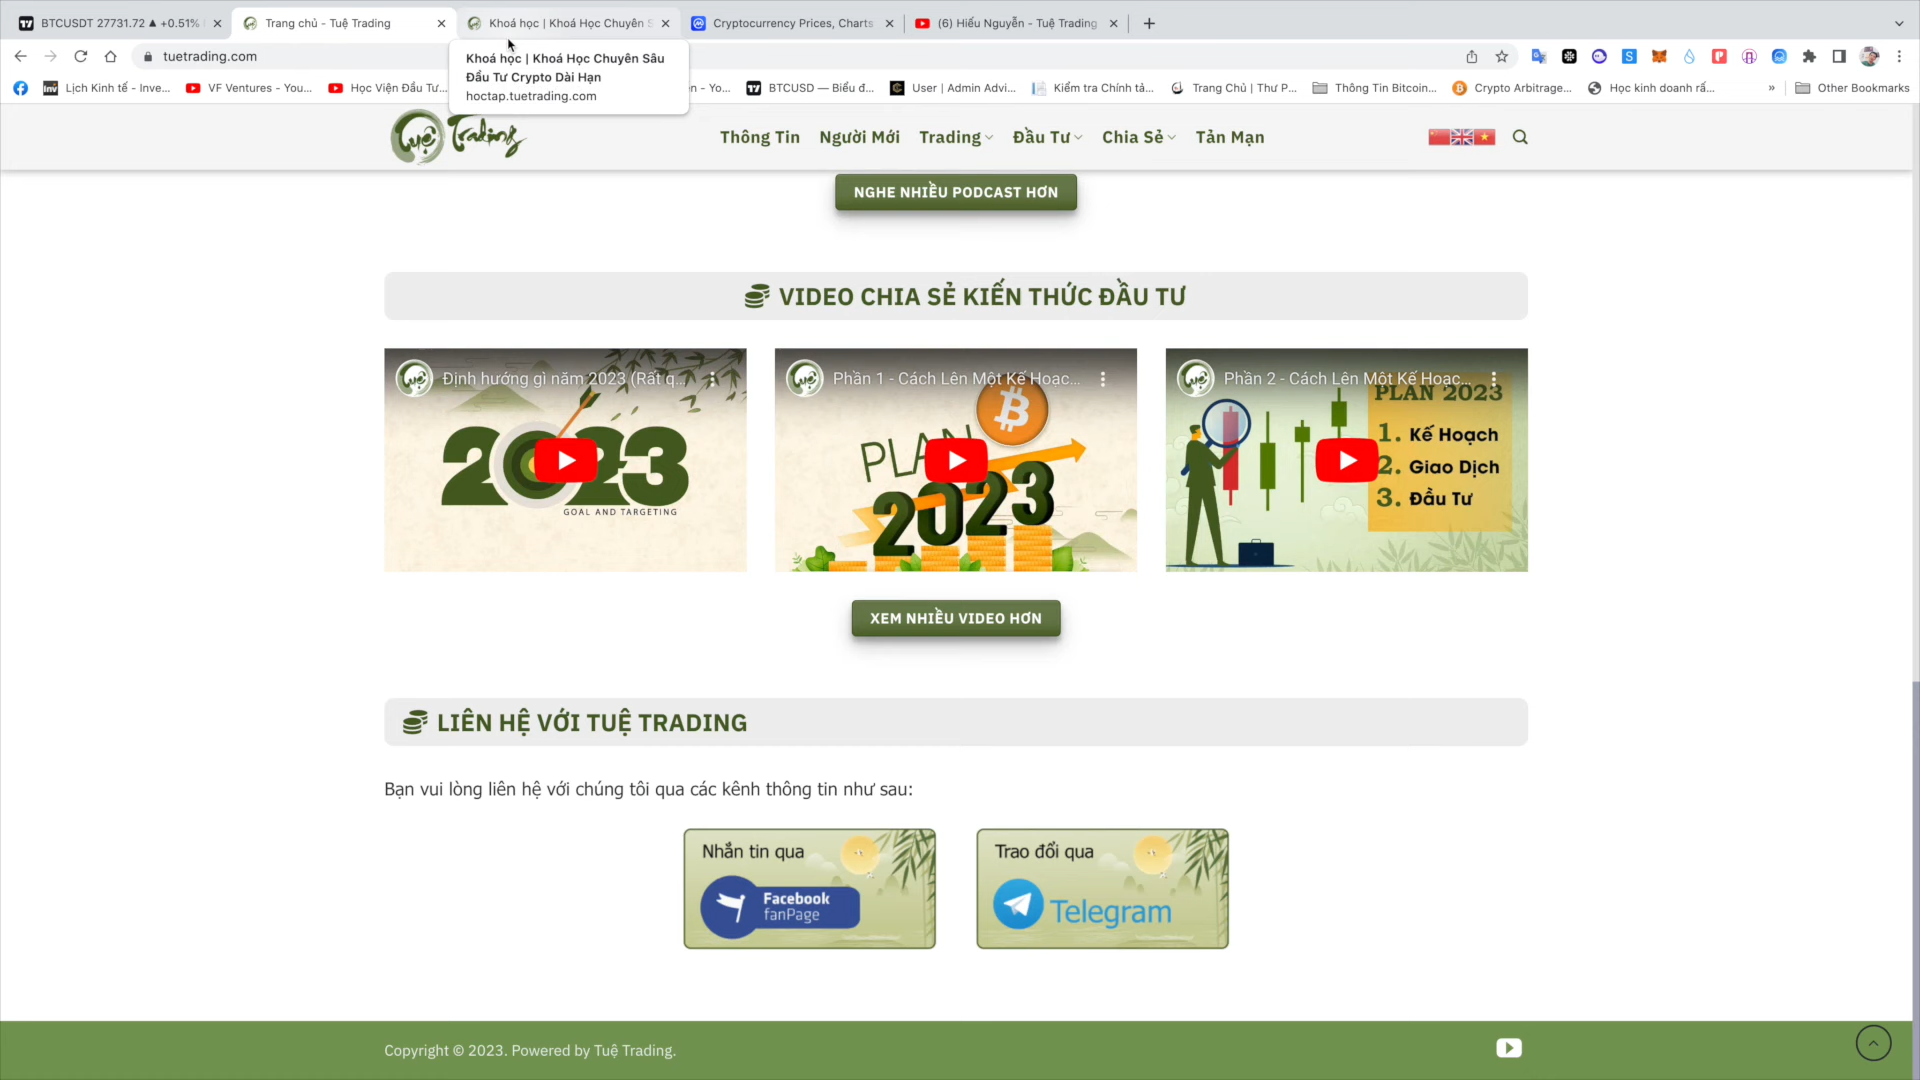 BTCUSDT 27731.72 ▲ +0.51%
Trang chủ - Tuệ Trading
Khoá học | Khoá Học Chuyên S
Cryptocurrency Prices, Charts
(6) Hiếu Nguyễn - Tuệ Trading
tuetrading.com
Khoá học | Khoá Học Chuyên Sâu
Đầu Tư Crypto Dài Hạn
hoctap.tuetrading.com
Lịch Kinh tế - Inve...
VF Ventures - You...
Học Viện Đầu Tư...
n - Yo...
BTCUSD — Biểu đ...
User | Admin Advi...
Kiểm tra Chính tả...
Trang Chủ | Thư P...
Thông Tin Bitcoin...
Crypto Arbitrage...
Học kinh doanh rấ...
»
Other Bookmarks
Tuệ Trading
Thông Tin
Người Mới
Trading
Đầu Tư
Chia Sẻ
Tản Mạn
NGHE NHIỀU PODCAST HƠN
VIDEO CHIA SẺ KIẾN THỨC ĐẦU TƯ
Định hướng gì năm 2023 (Rất q...
2023
GOAL AND TARGETING
Phần 1 - Cách Lên Một Kế Hoạc...
PLAN
2023
Phần 2 - Cách Lên Một Kế Hoạc...
PLAN 2023
1. Kế Hoạch
2. Giao Dịch
3. Đầu Tư
XEM NHIỀU VIDEO HƠN
LIÊN HỆ VỚI TUỆ TRADING
Bạn vui lòng liên hệ với chúng tôi qua các kênh thông tin như sau:
Nhắn tin qua
Facebook
fanPage
Trao đổi qua
Telegram
Copyright © 2023. Powered by Tuệ Trading.